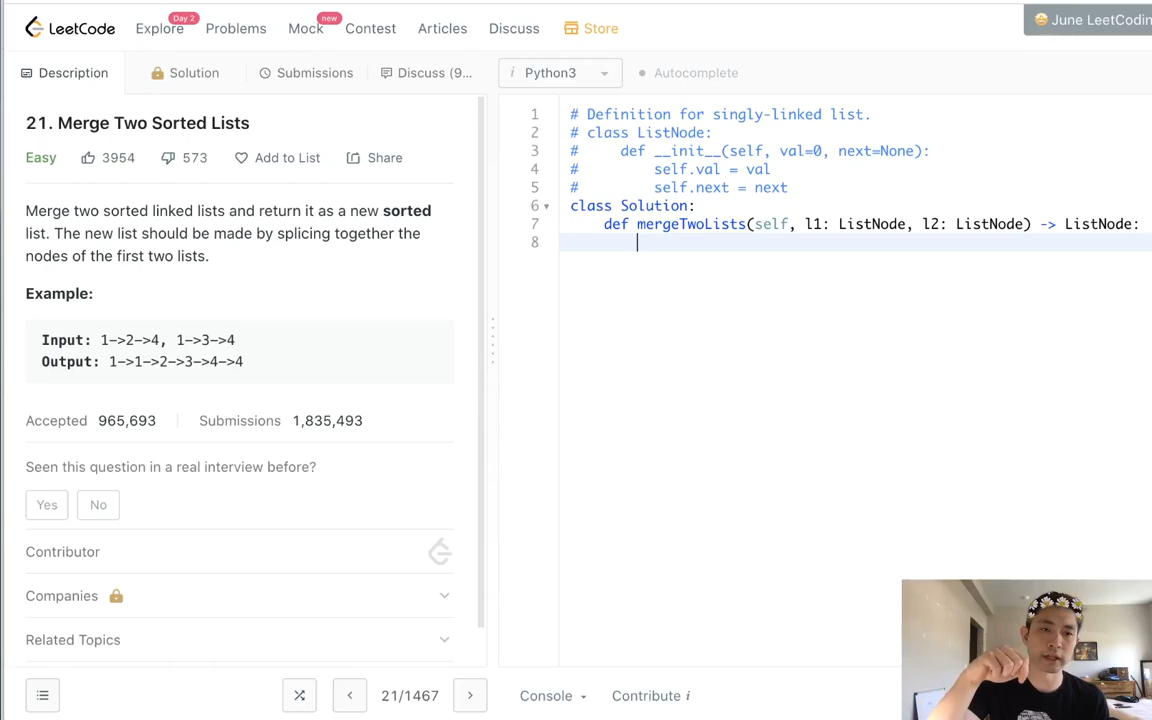 LeetCode Explore Day 2 Problems Mock new Contest Articles Discuss Store June LeetCodin
Description Solution Submissions Discuss (9... i Python3 Autocomplete
21. Merge Two Sorted Lists
Easy 3954 573 Add to List Share
Merge two sorted linked lists and return it as a new sorted
list. The new list should be made by splicing together the
nodes of the first two lists.
Example:
Input: 1->2->4, 1->3->4
Output: 1->1->2->3->4->4
Accepted 965,693 Submissions 1,835,493
Seen this question in a real interview before?
Yes No
Contributor
Companies
Related Topics
21/1467
1 # Definition for singly-linked list.
2 # class ListNode:
3 #     def __init__(self, val=0, next=None):
4 #         self.val = val
5 #         self.next = next
6 class Solution:
7     def mergeTwoLists(self, l1: ListNode, l2: ListNode) -> ListNode:
8
Console Contribute i